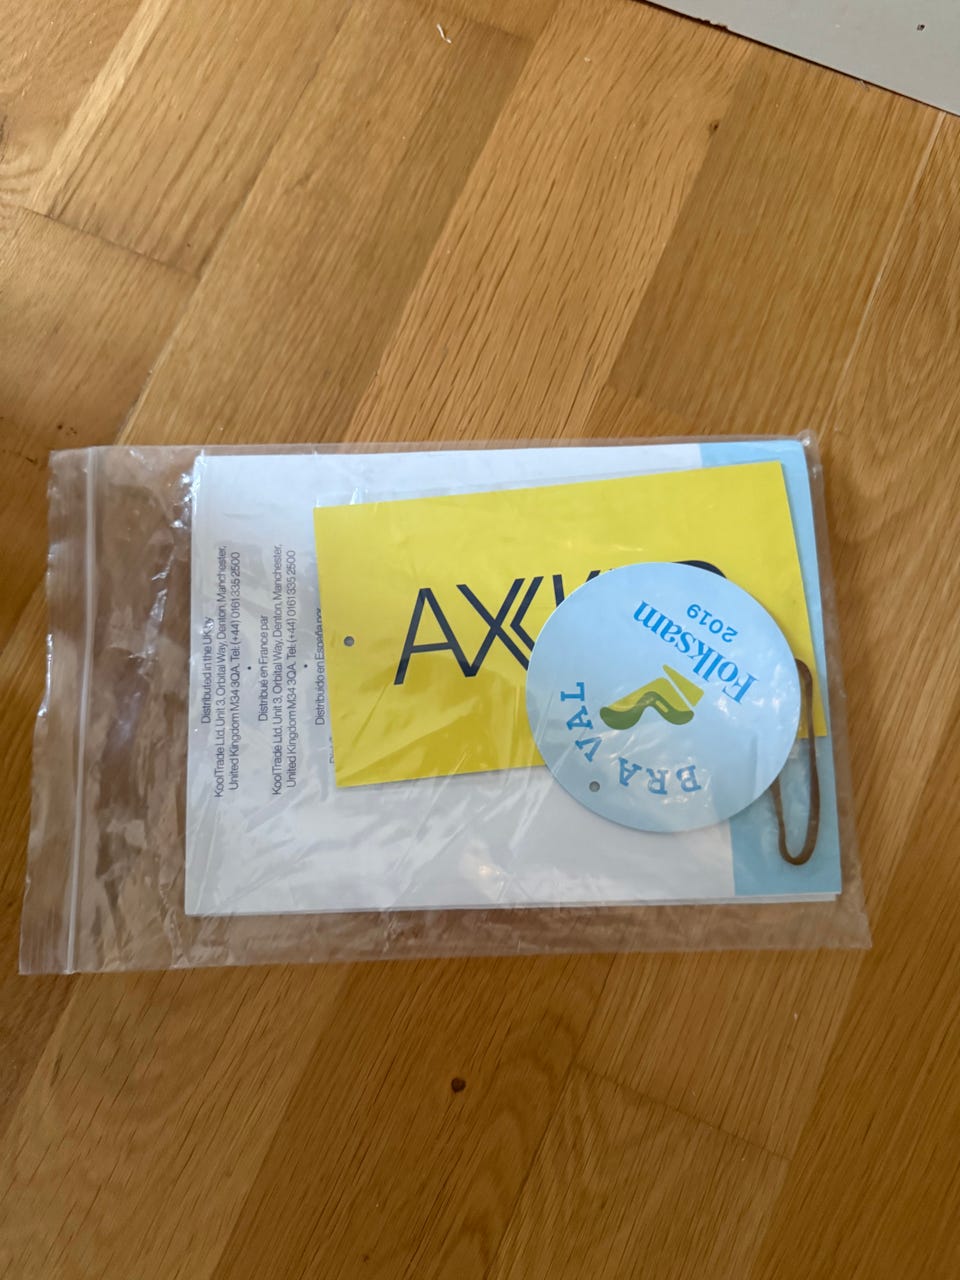 Distributed in the UK by
KoolTrade Ltd, Unit 3, Orbital Way, Denton, Manchester,
United Kingdom M34 3QA. Tel: (+44) 0161 335 2500
•
Distribué en France par
KoolTrade Ltd, Unit 3, Orbital Way, Denton, Manchester,
United Kingdom M34 3QA. Tel: (+44) 0161 335 2500
•
Distribuido en España por
BRA VAL
Folksam
2019